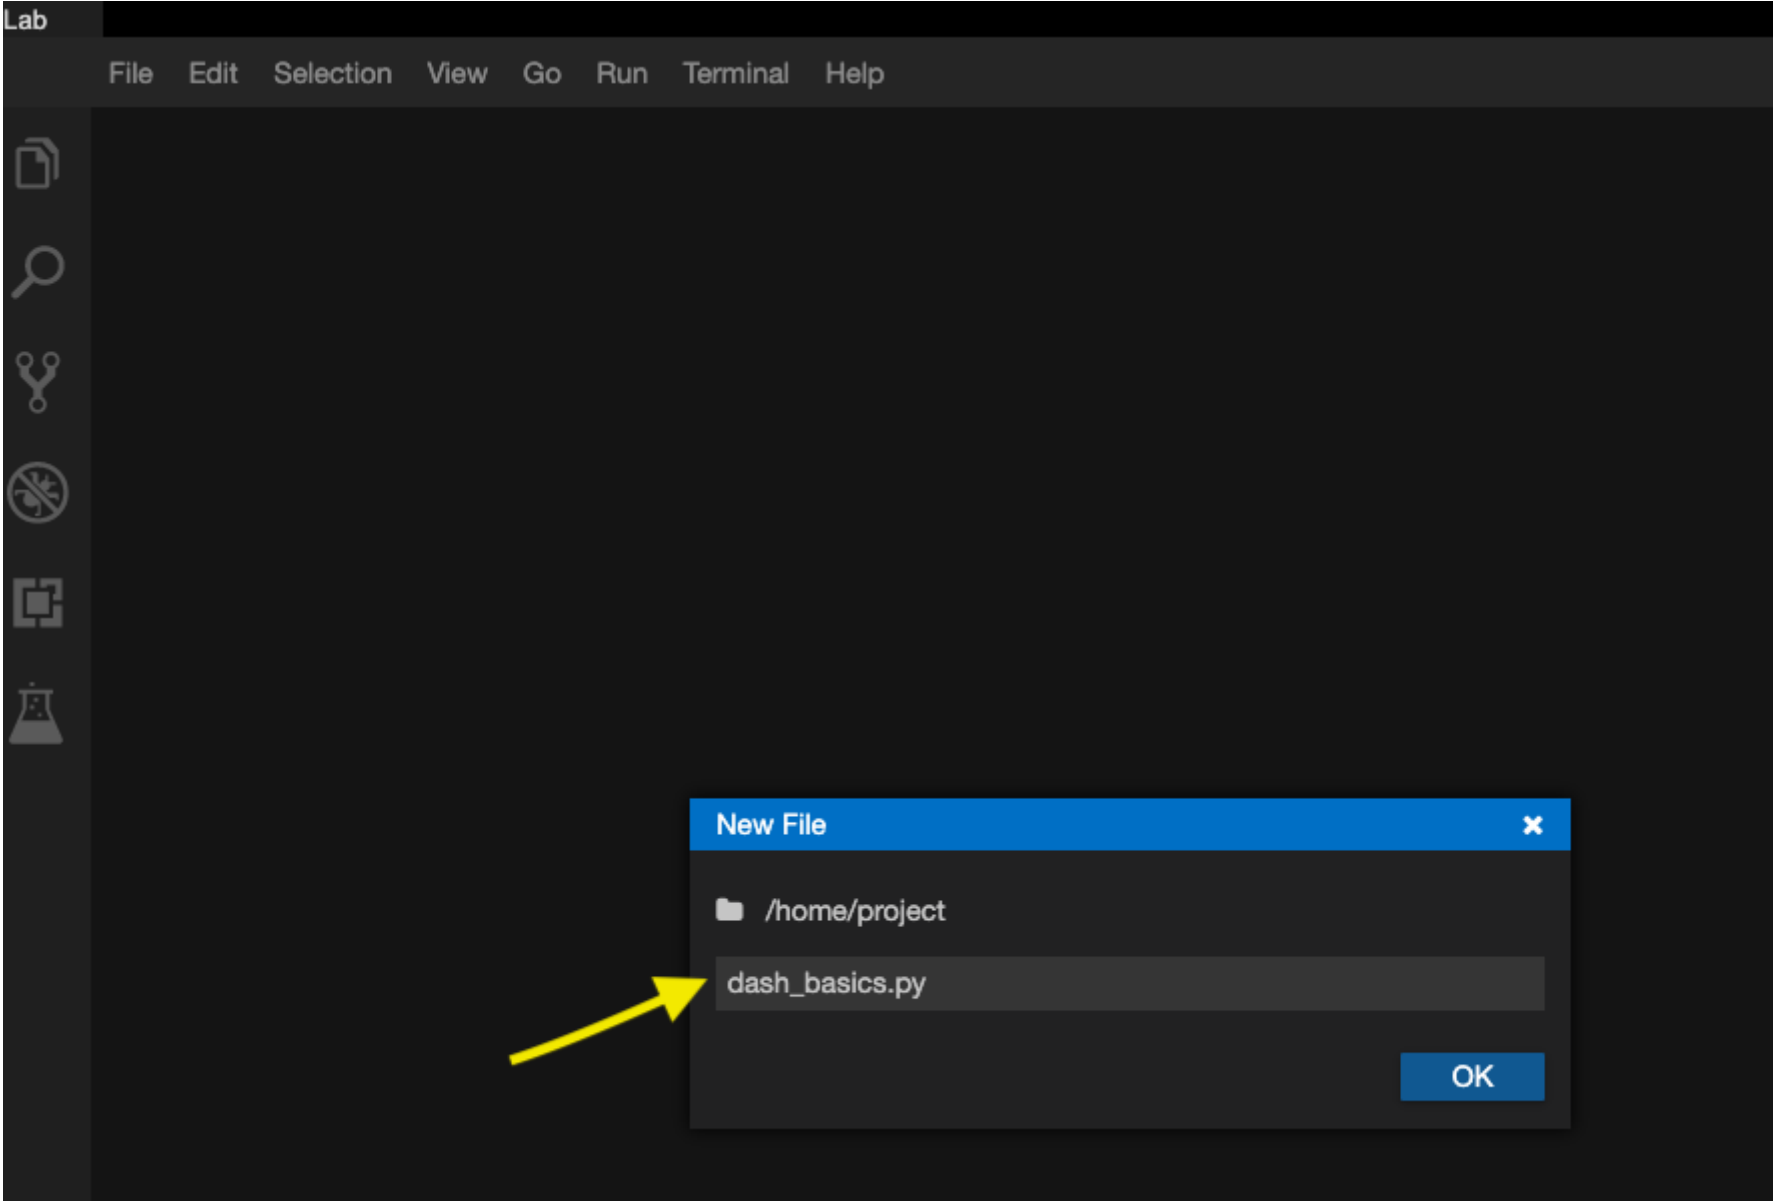 Lab
File Edit Selection View Go Run Terminal Help
New File
/home/project
dash_basics.py
OK